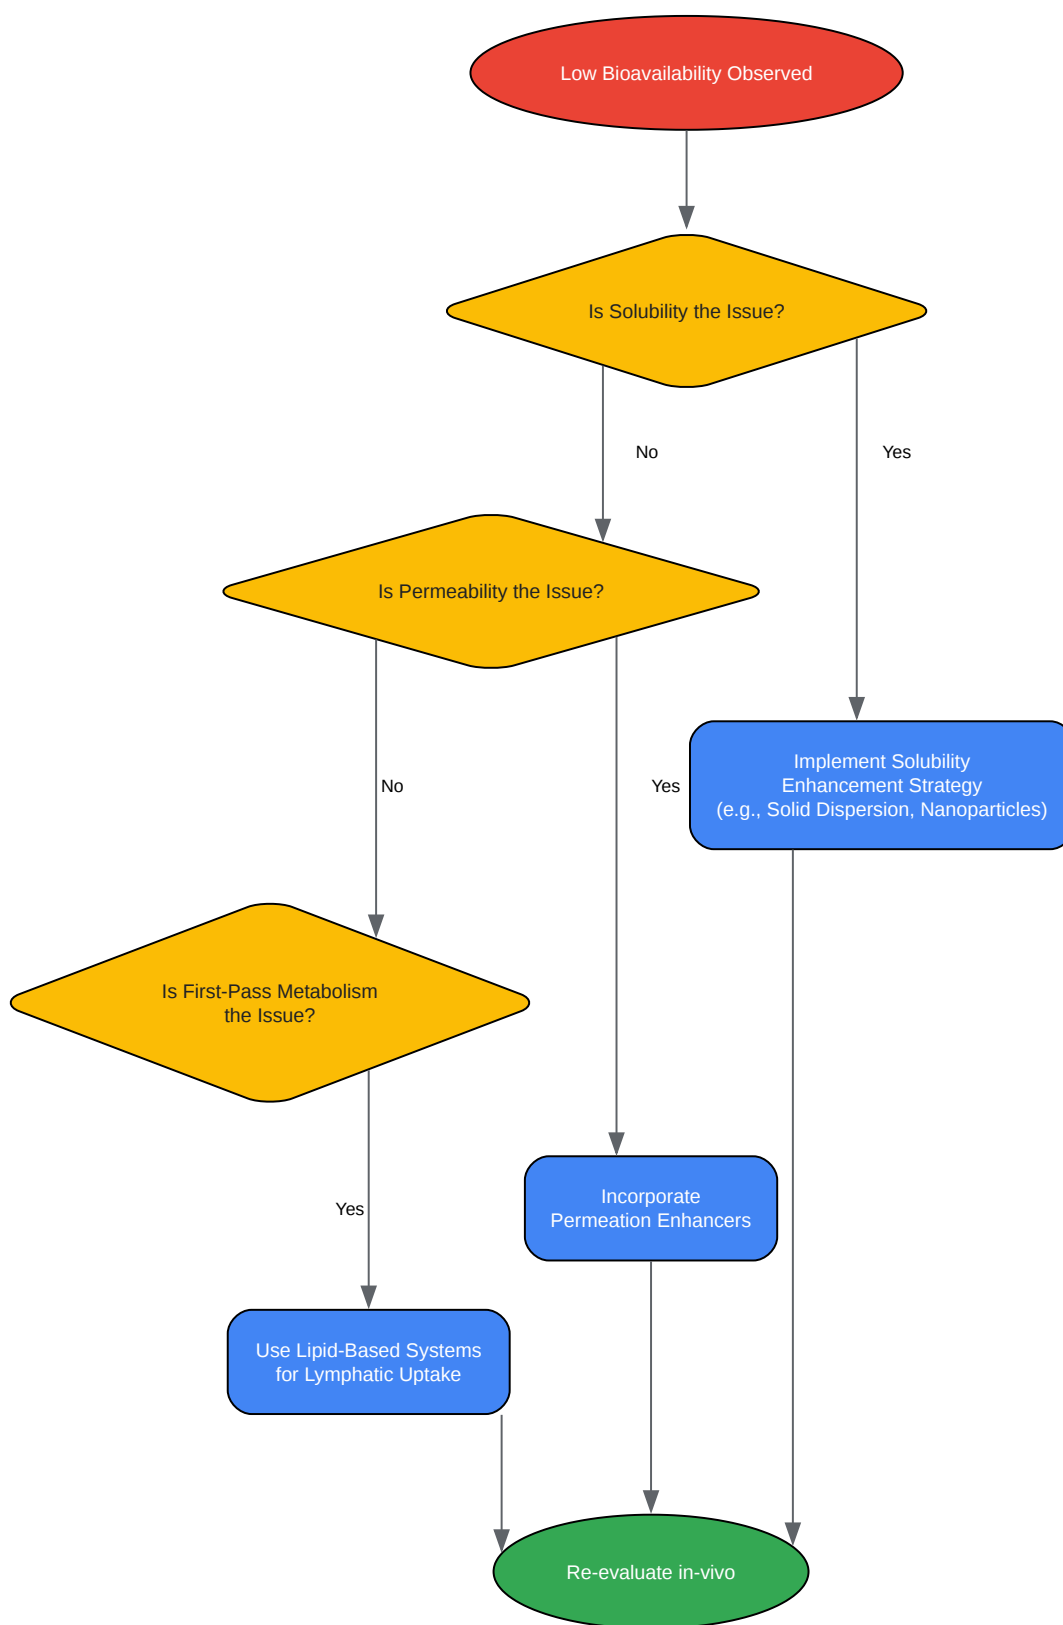 Low Bioavailability Observed
Is Solubility the Issue?
No
Yes
Is Permeability the Issue?
Implement Solubility
Enhancement Strategy
(e.g., Solid Dispersion, Nanoparticles)
No
Yes
Is First-Pass Metabolism
the Issue?
Incorporate
Permeation Enhancers
Yes
Use Lipid-Based Systems
for Lymphatic Uptake
Re-evaluate in-vivo